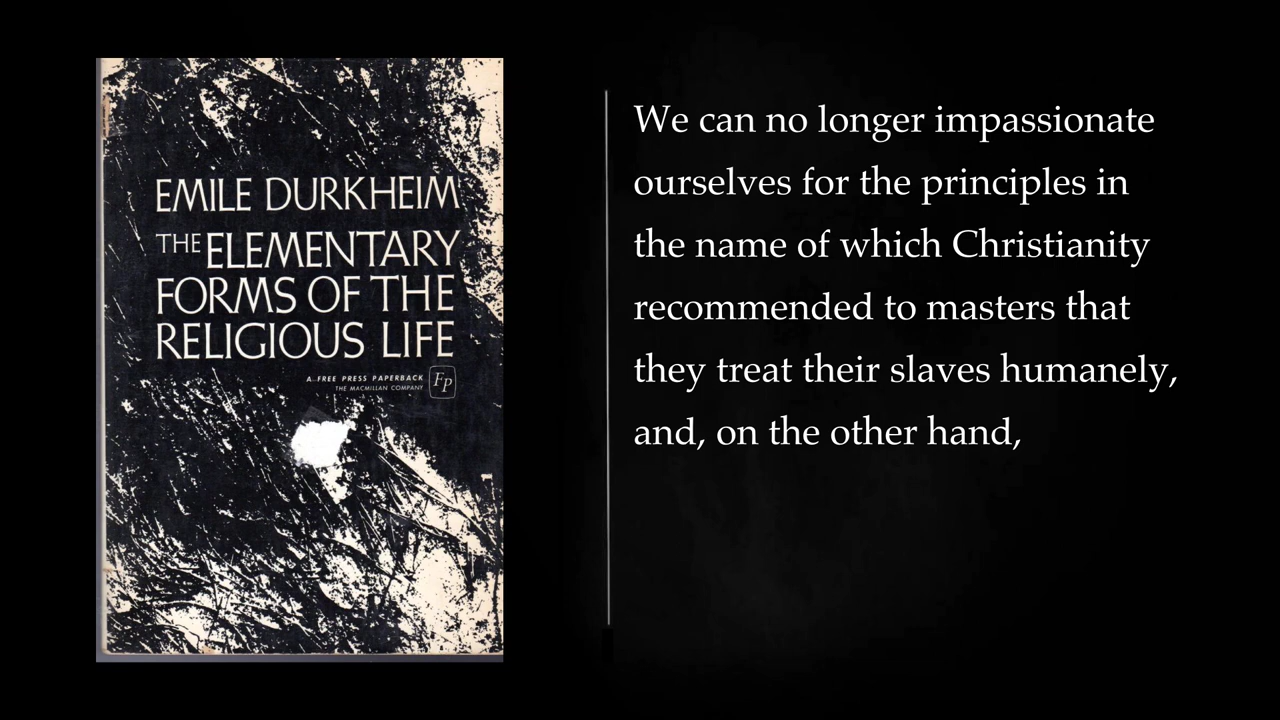 EMILE DURKHEIM
THE ELEMENTARY
FORMS OF THE
RELIGIOUS LIFE
A FREE PRESS PAPERBACK
THE MACMILLAN COMPANY
FP
We can no longer impassionate
ourselves for the principles in
the name of which Christianity
recommended to masters that
they treat their slaves humanely,
and, on the other hand,